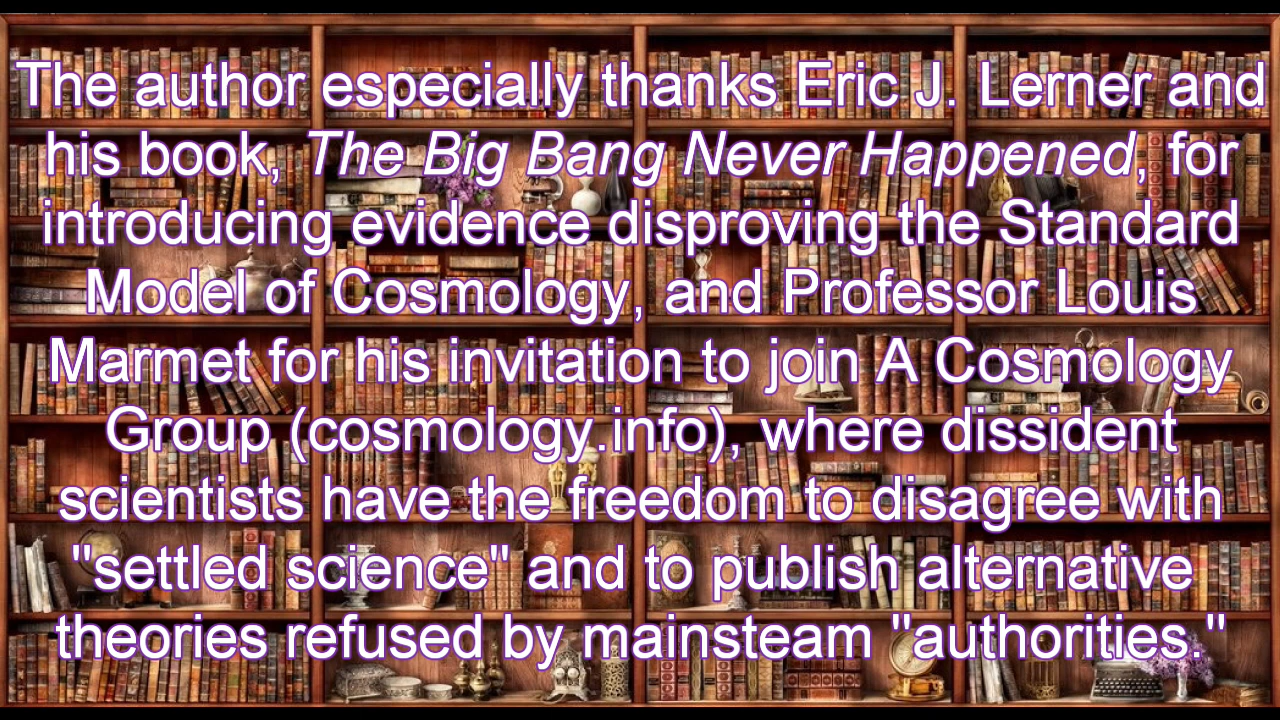 The author especially thanks Eric J. Lerner and
his book, The Big Bang Never Happened, for
introducing evidence disproving the Standard
Model of Cosmology, and Professor Louis
Marmet for his invitation to join A Cosmology
Group (cosmology.info), where dissident
scientists have the freedom to disagree with
"settled science" and to publish alternative
theories refused by mainsteam "authorities."